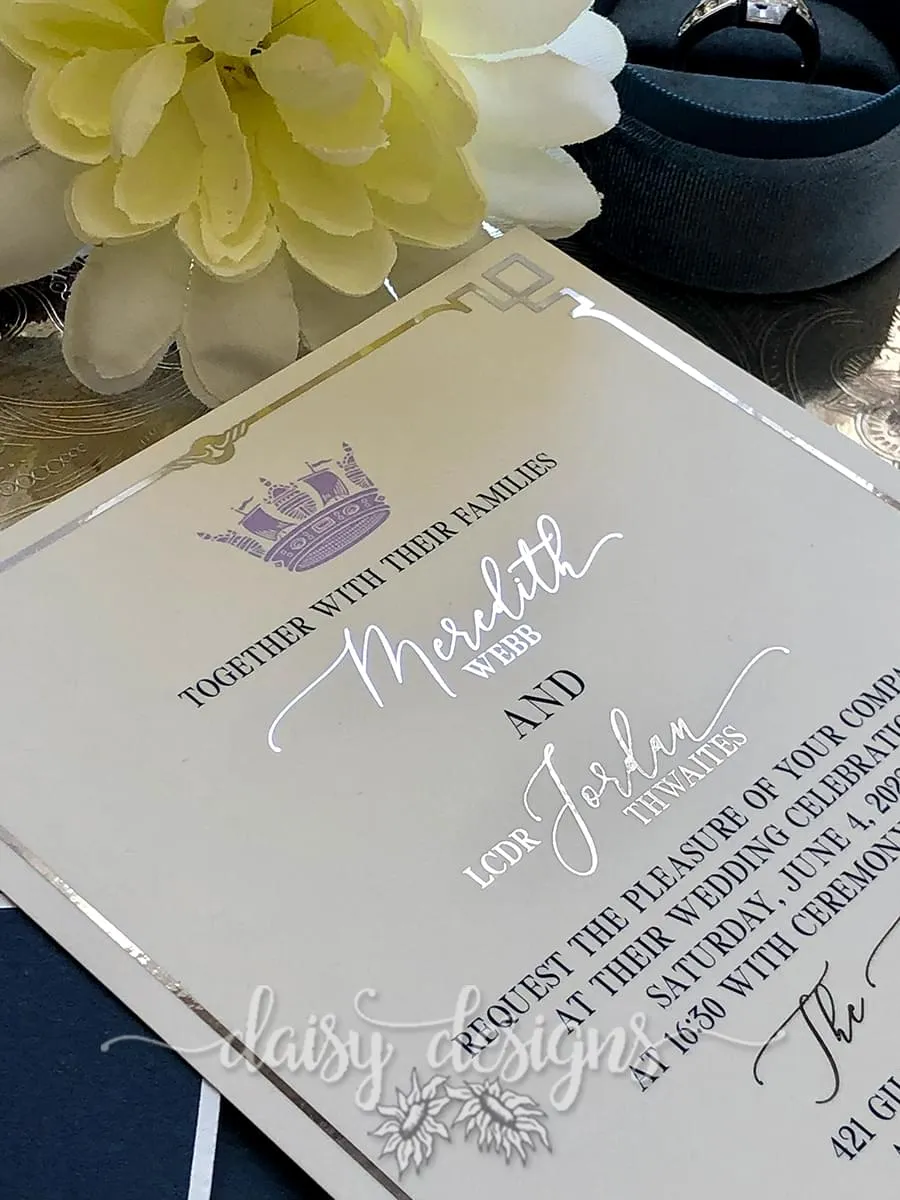 TOGETHER WITH THEIR FAMILIES
Meredith
WEBB
AND
LCDR Jordan
THWAITES
REQUEST THE PLEASURE OF YOUR COMPA
AT THEIR WEDDING CELEBRATIO
SATURDAY, JUNE 4, 202
AT 16:30 WITH CEREMONY
The
421 GI
daisy designs